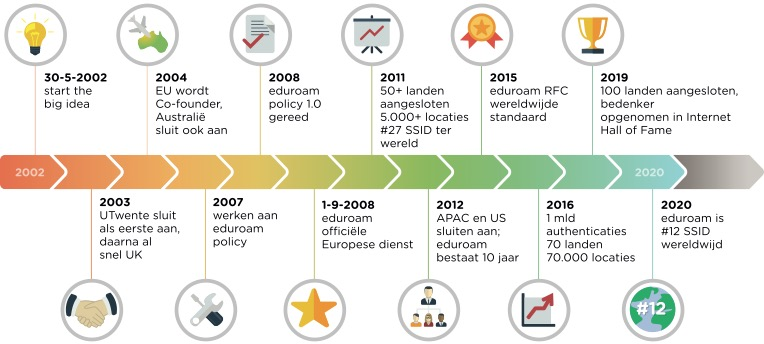 30-5-2002
start the
big idea
2004
EU wordt
Co-founder,
Australië
sluit ook aan
2008
eduroam
policy 1.0
gereed
2011
50+ landen
aangesloten
5.000+ locaties
#27 SSID ter
wereld
2015
eduroam RFC
wereldwijde
standaard
2019
100 landen aangesloten,
bedenker
opgenomen in Internet
Hall of Fame
2002
2020
2003
UTwente sluit
als eerste aan,
daarna al
snel UK
2007
werken aan
eduroam
policy
1-9-2008
eduroam
officiële
Europese dienst
2012
APAC en US
sluiten aan;
eduroam
bestaat 10 jaar
2016
1 mld
authenticaties
70 landen
70.000 locaties
2020
eduroam is
#12 SSID
wereldwijd
#12